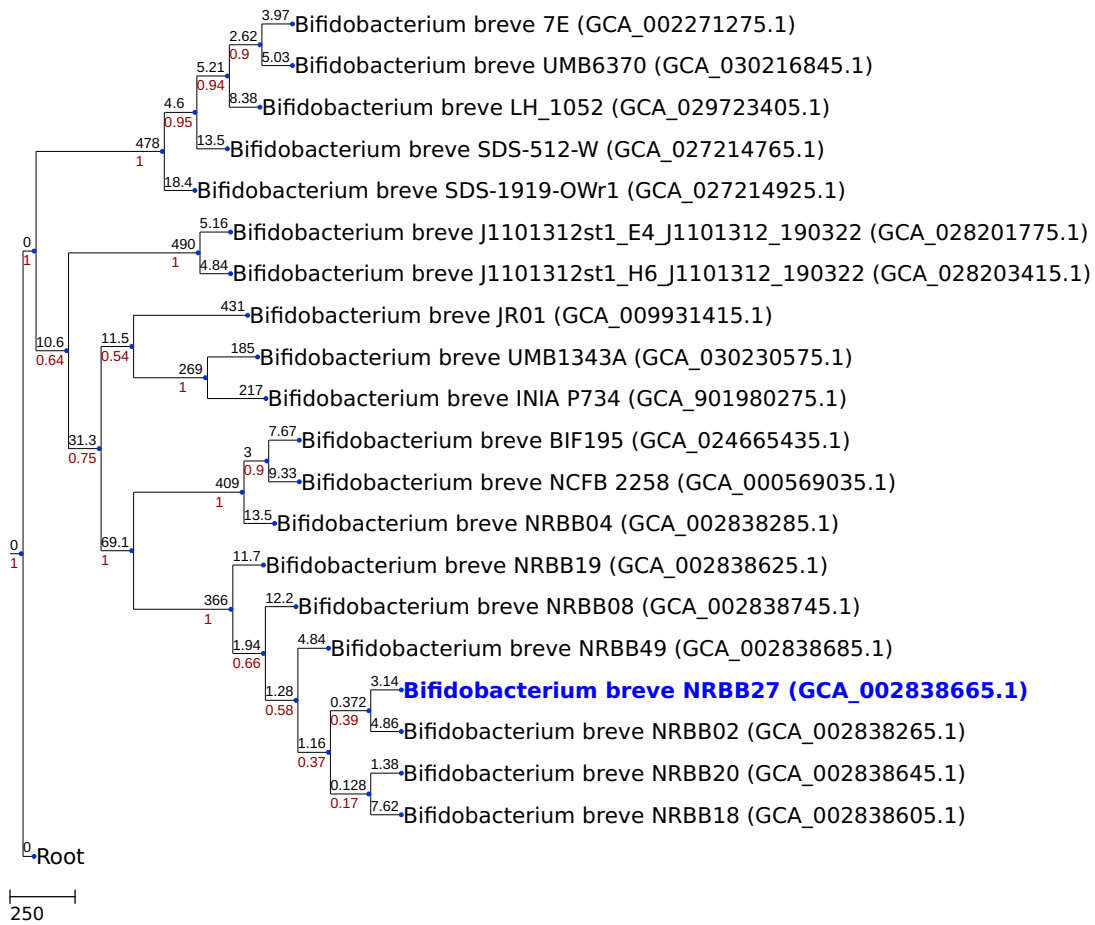 3.97
Bifidobacterium breve 7E (GCA_002271275.1)
2.62
0.9
5.03
Bifidobacterium breve UMB6370 (GCA_030216845.1)
5.21
0.94
8.38
Bifidobacterium breve LH_1052 (GCA_029723405.1)
4.6
0.95
13.5
Bifidobacterium breve SDS-512-W (GCA_027214765.1)
478
1
18.4
Bifidobacterium breve SDS-1919-OWr1 (GCA_027214925.1)
0
1
5.16
Bifidobacterium breve J1101312st1_E4_J1101312_190322 (GCA_028201775.1)
490
1
4.84
Bifidobacterium breve J1101312st1_H6_J1101312_190322 (GCA_028203415.1)
10.6
0.64
431
Bifidobacterium breve JR01 (GCA_009931415.1)
11.5
0.54
185
Bifidobacterium breve UMB1343A (GCA_030230575.1)
269
1
217
Bifidobacterium breve INIA P734 (GCA_901980275.1)
31.3
0.75
7.67
Bifidobacterium breve BIF195 (GCA_024665435.1)
3
0.9
9.33
Bifidobacterium breve NCFB 2258 (GCA_000569035.1)
409
1
13.5
Bifidobacterium breve NRBB04 (GCA_002838285.1)
69.1
1
0
1
11.7
Bifidobacterium breve NRBB19 (GCA_002838625.1)
366
1
12.2
Bifidobacterium breve NRBB08 (GCA_002838745.1)
1.94
0.66
4.84
Bifidobacterium breve NRBB49 (GCA_002838685.1)
1.28
0.58
3.14
Bifidobacterium breve NRBB27 (GCA_002838665.1)
0.372
0.39
4.86
Bifidobacterium breve NRBB02 (GCA_002838265.1)
1.16
0.37
1.38
Bifidobacterium breve NRBB20 (GCA_002838645.1)
0.128
0.17
7.62
Bifidobacterium breve NRBB18 (GCA_002838605.1)
0
Root
250